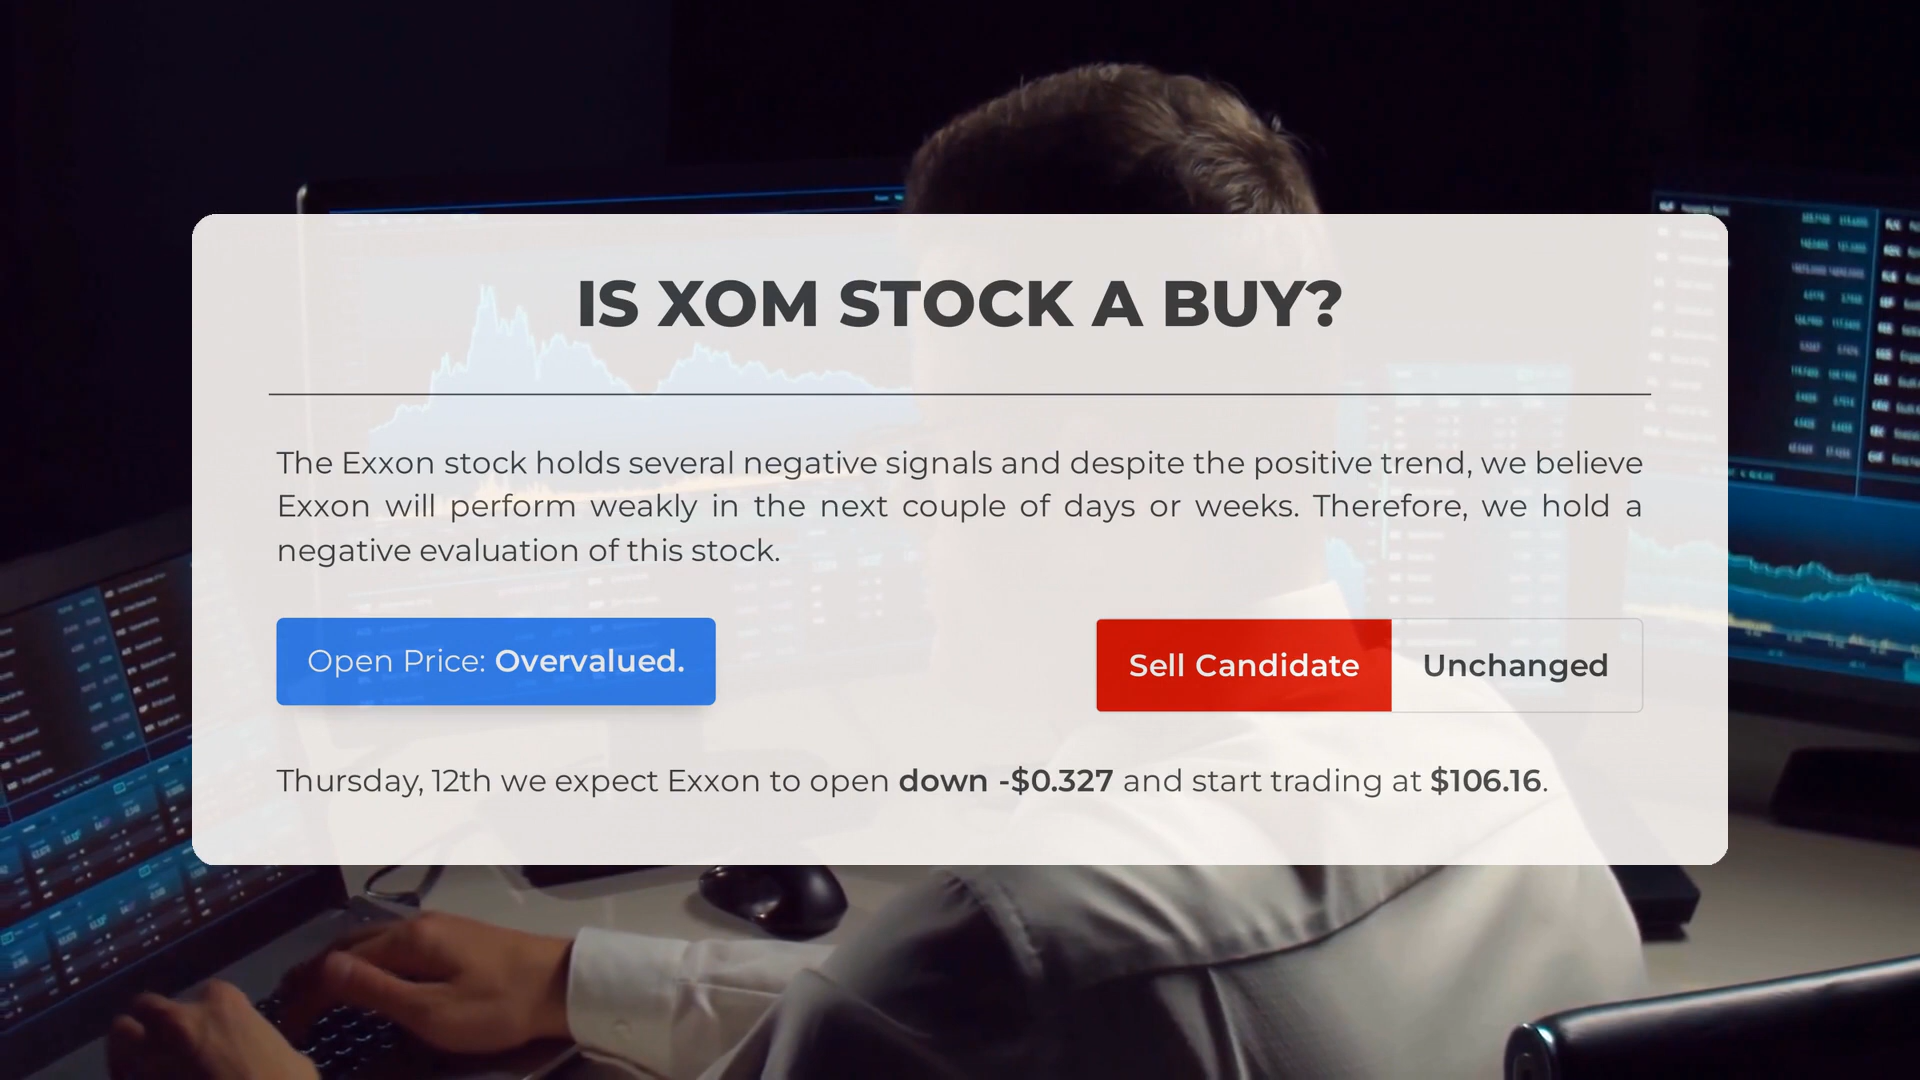 IS XOM STOCK A BUY?
The Exxon stock holds several negative signals and despite the positive trend, we believe
Exxon will perform weakly in the next couple of days or weeks. Therefore, we hold a
negative evaluation of this stock.
Open Price: Overvalued.
Sell Candidate Unchanged
Thursday, 12th we expect Exxon to open down -$0.327 and start trading at $106.16.